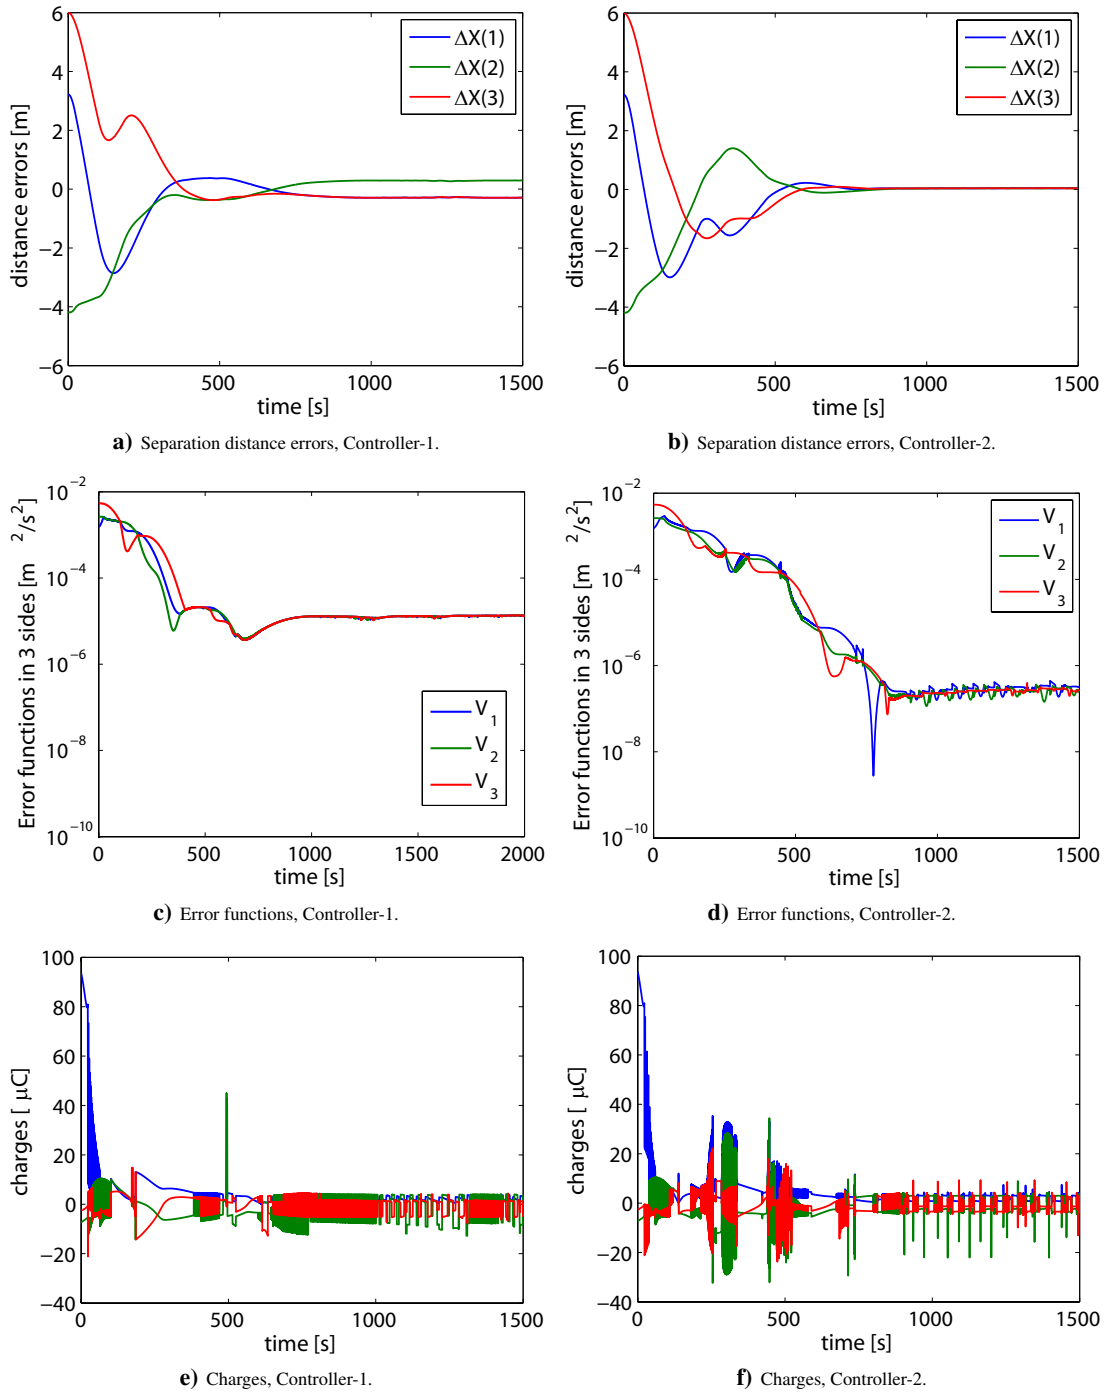 6
4
2
0
−2
−4
−6
distance errors [m]
ΔX(1)
ΔX(2)
ΔX(3)
0
500
1000
1500
time [s]
a) Separation distance errors, Controller-1.
6
4
2
0
−2
−4
−6
distance errors [m]
ΔX(1)
ΔX(2)
ΔX(3)
0
500
1000
1500
time [s]
b) Separation distance errors, Controller-2.
10−2
10−4
10−6
10−8
10−10
Error functions in 3 sides [m 2/s2]
V1
V2
V3
0
500
1000
1500
2000
time [s]
c) Error functions, Controller-1.
10−2
10−4
10−6
10−8
10−10
Error functions in 3 sides [m 2/s2]
V1
V2
V3
0
500
1000
1500
time [s]
d) Error functions, Controller-2.
100
80
60
40
20
0
−20
−40
charges [ μC]
0
500
1000
1500
time [s]
e) Charges, Controller-1.
100
80
60
40
20
0
−20
−40
charges [ μC]
0
500
1000
1500
time [s]
f) Charges, Controller-2.